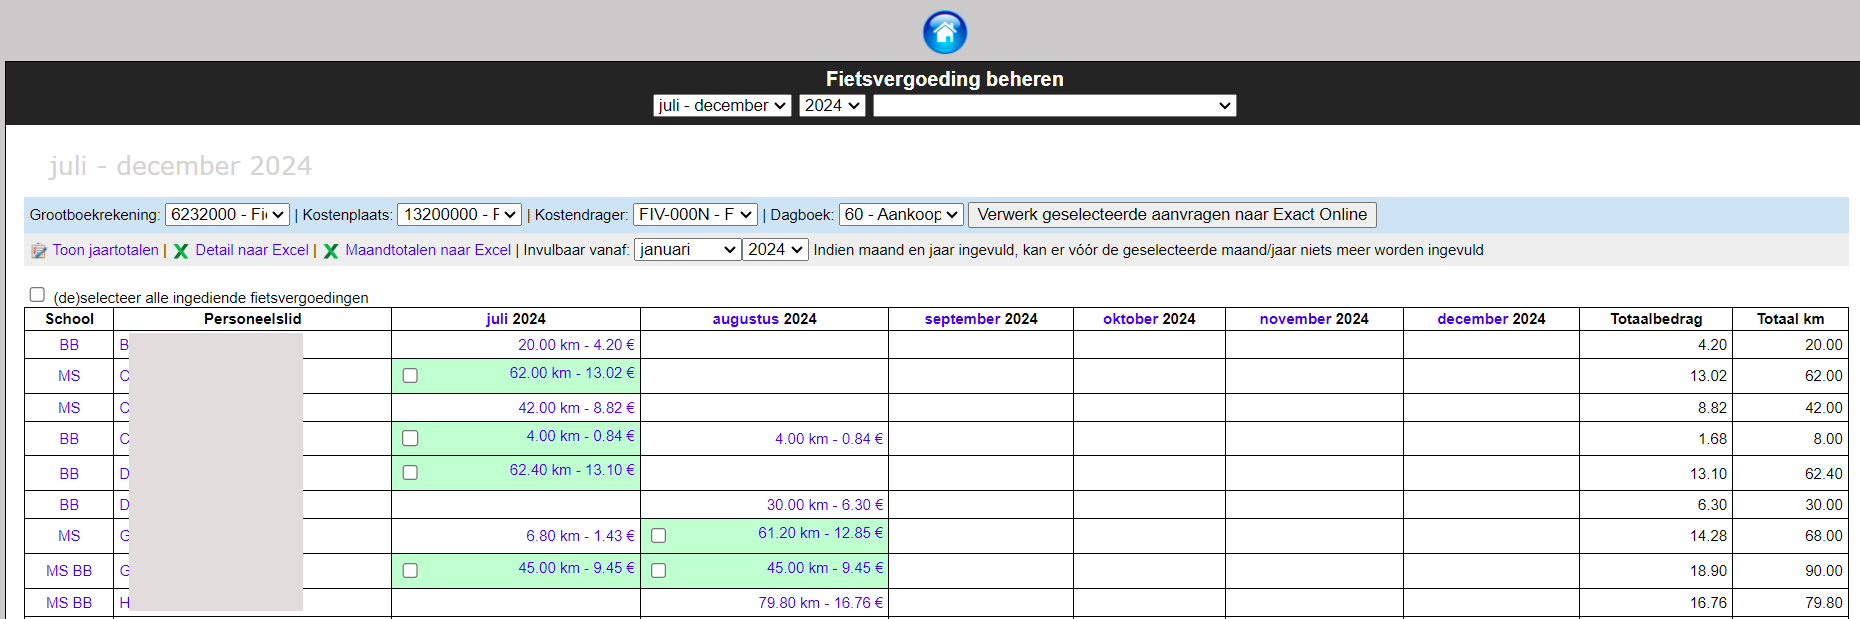 Fietsvergoeding beheren
juli - december 2024
juli - december 2024
Grootboekrekening: 6232000 - Fi | Kostenplaats: 13200000 - F | Kostendrager: FIV-000N - F | Dagboek: 60 - Aankoop Verwerk geselecteerde aanvragen naar Exact Online
Toon jaartotalen | Detail naar Excel | Maandtotalen naar Excel | Invulbaar vanaf: januari 2024 Indien maand en jaar ingevuld, kan er vóór de geselecteerde maand/jaar niets meer worden ingevuld
(de)selecteer alle ingediende fietsvergoedingen
School Personeelslid juli 2024 augustus 2024 september 2024 oktober 2024 november 2024 december 2024 Totaalbedrag Totaal km
BB B 20.00 km - 4.20 € 4.20 20.00
MS C 62.00 km - 13.02 € 13.02 62.00
MS C 42.00 km - 8.82 € 8.82 42.00
BB C 4.00 km - 0.84 € 4.00 km - 0.84 € 1.68 8.00
BB D 62.40 km - 13.10 € 13.10 62.40
BB D 30.00 km - 6.30 € 6.30 30.00
MS G 6.80 km - 1.43 € 61.20 km - 12.85 € 14.28 68.00
MS BB G 45.00 km - 9.45 € 45.00 km - 9.45 € 18.90 90.00
MS BB H 79.80 km - 16.76 € 16.76 79.80